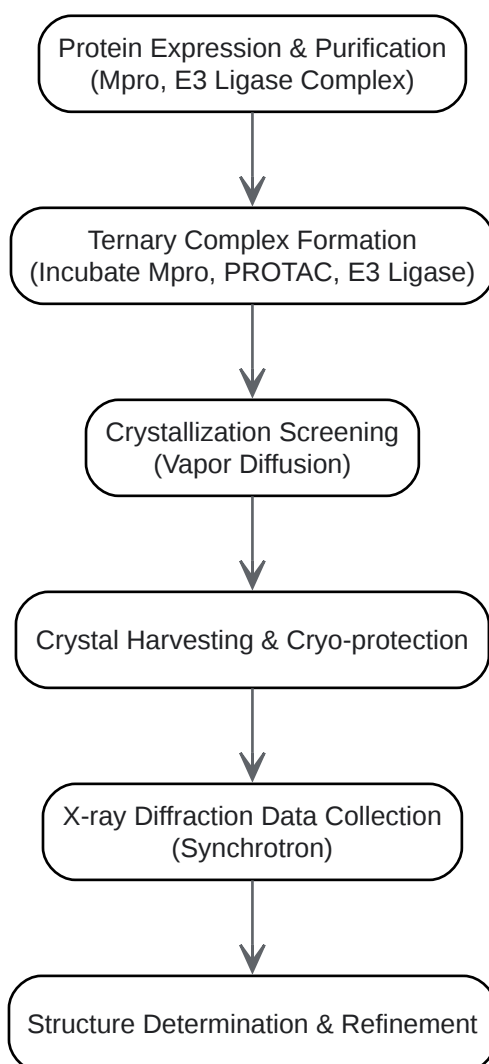 Protein Expression & Purification
(Mpro, E3 Ligase Complex)
Ternary Complex Formation
(Incubate Mpro, PROTAC, E3 Ligase)
Crystallization Screening
(Vapor Diffusion)
Crystal Harvesting & Cryo-protection
X-ray Diffraction Data Collection
(Synchrotron)
Structure Determination & Refinement